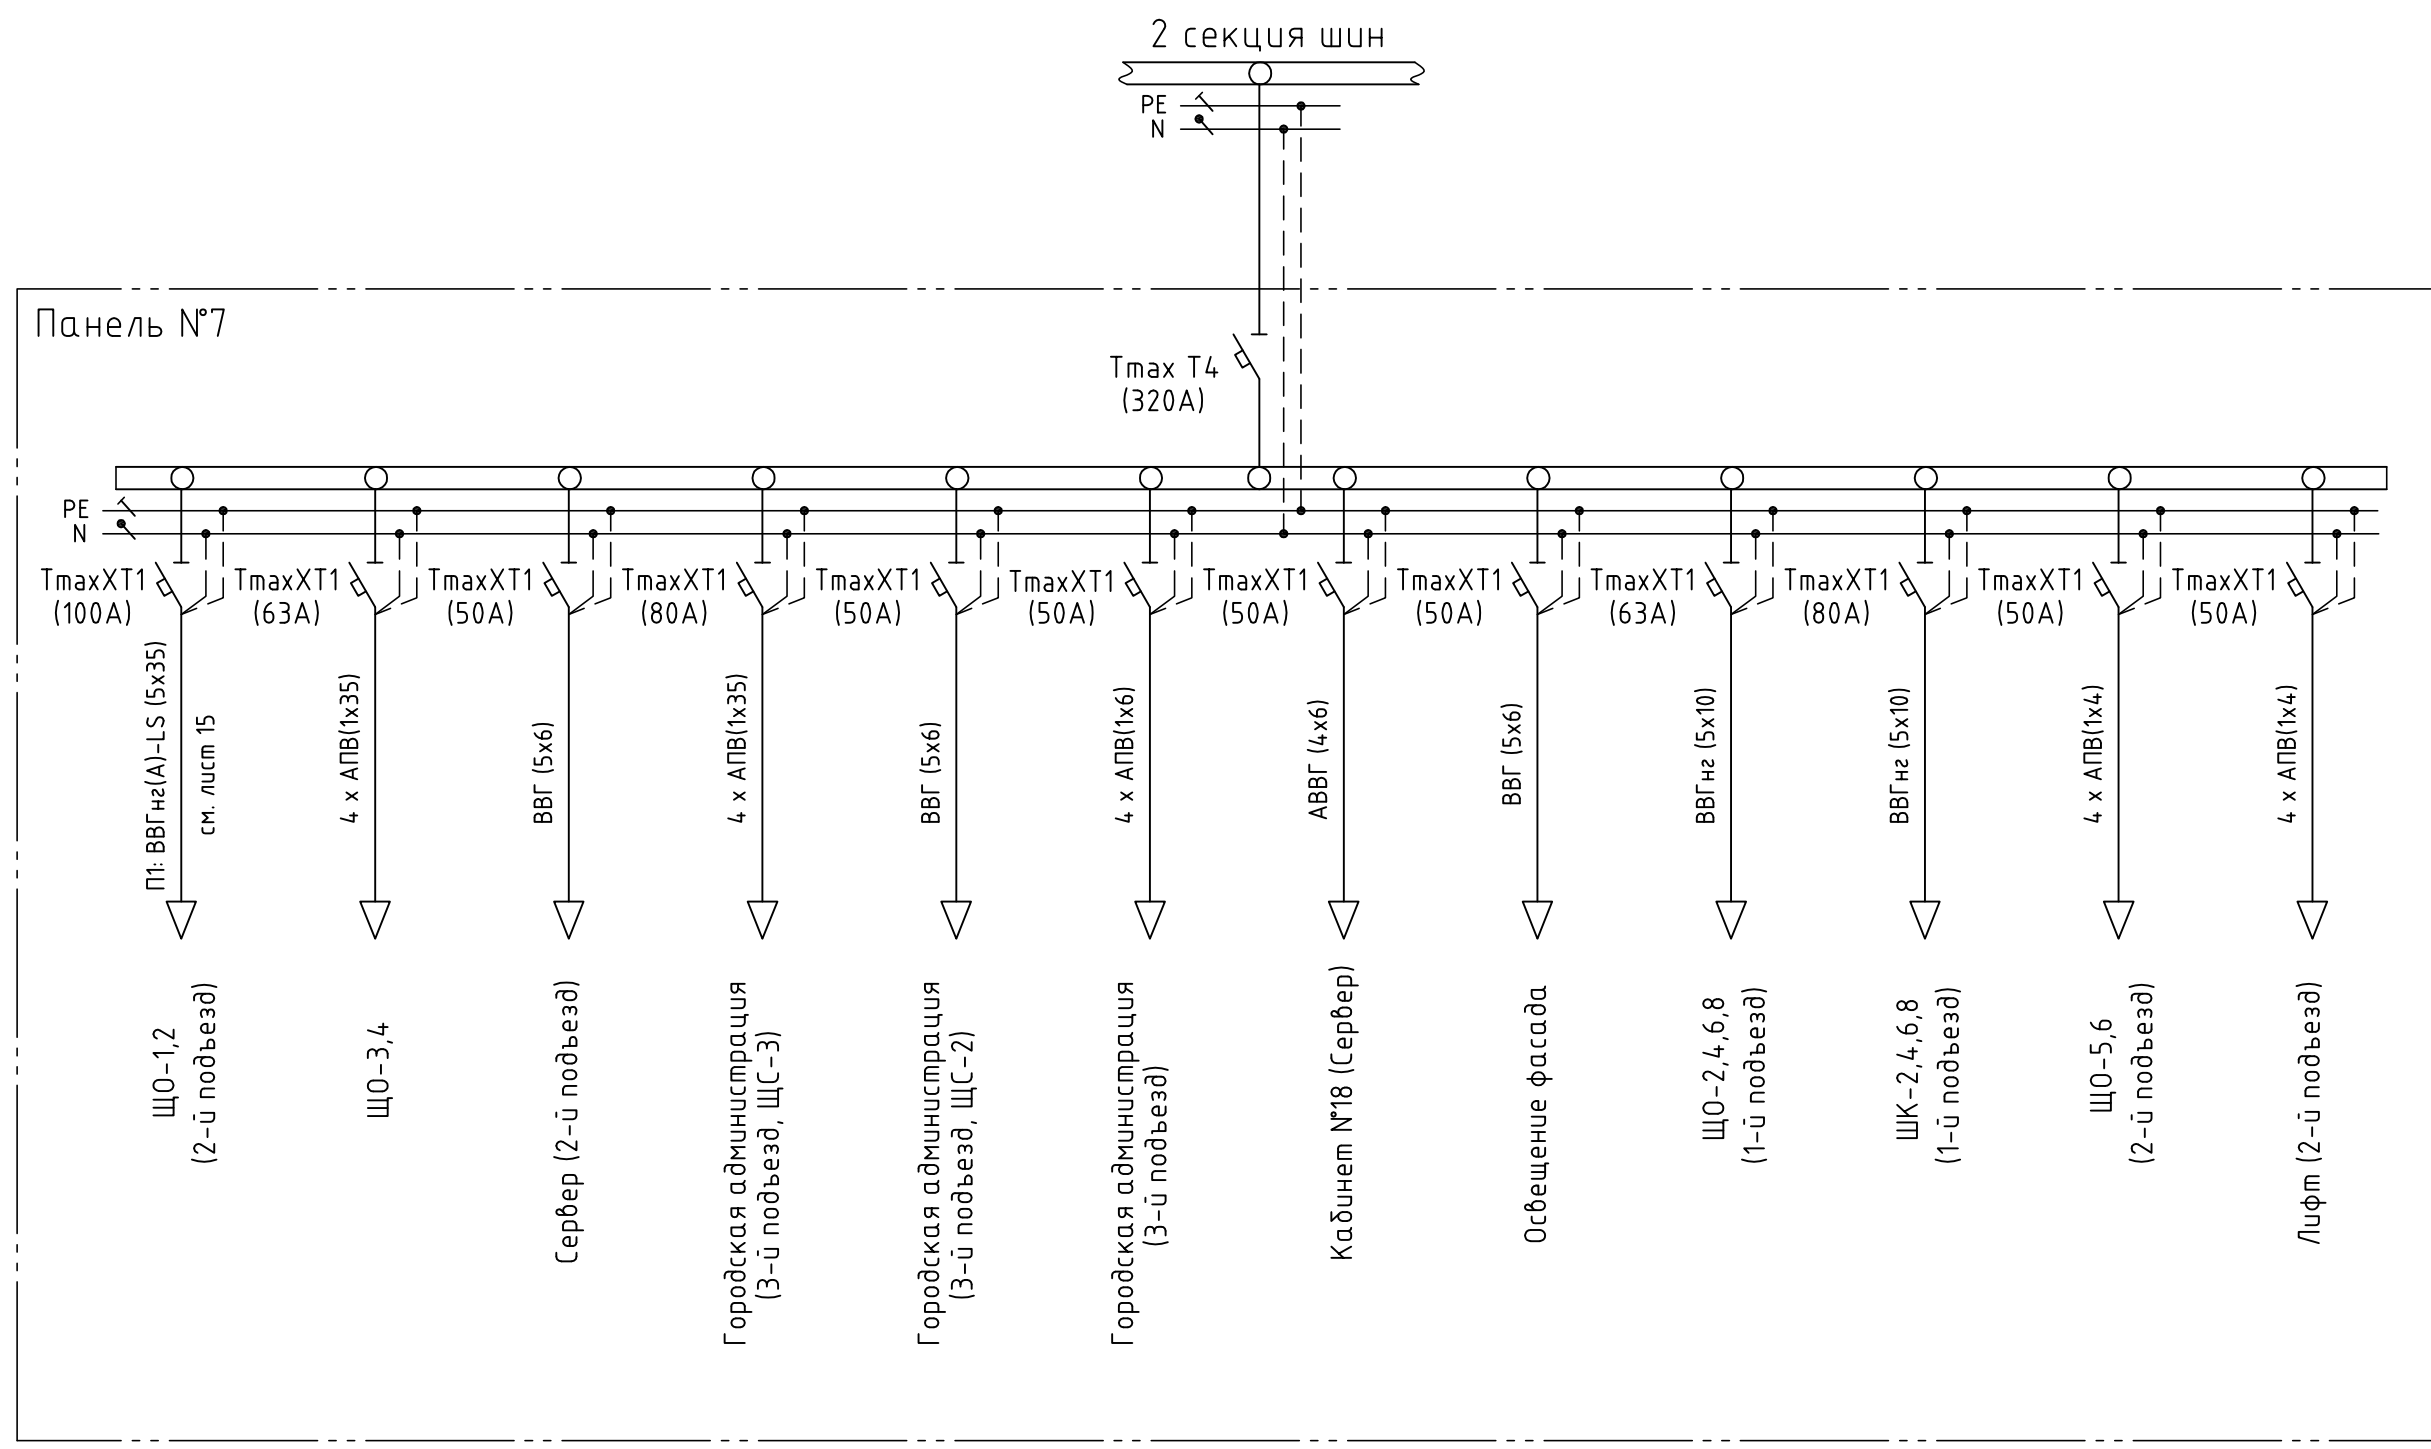 2 секция шин
PE
N
Панель №7
Tmax T4
(320A)
PE
N
TmaxXT1
(100A)
TmaxXT1
(63A)
TmaxXT1
(50A)
TmaxXT1
(80A)
TmaxXT1
(50A)
TmaxXT1
(50A)
TmaxXT1
(50A)
TmaxXT1
(50A)
TmaxXT1
(63A)
TmaxXT1
(80A)
TmaxXT1
(50A)
TmaxXT1
(50A)
П1: ВВГнг(А)-LS (5x35)
см. лист 15
4 x АПВ(1x35)
ВВГ (5x6)
4 x АПВ(1x35)
ВВГ (5x6)
4 x АПВ(1x6)
АВВГ (4x6)
ВВГ (5x6)
ВВГнг (5x10)
ВВГнг (5x10)
4 x АПВ(1x4)
4 x АПВ(1x4)
ЩО-1,2
(2-й подъезд)
ЩО-3,4
Сервер (2-й подъезд)
Городская администрация
(3-й подъезд, ЩС-3)
Городская администрация
(3-й подъезд, ЩС-2)
Городская администрация
(3-й подъезд)
Кабинет №18 (Сервер)
Освещение фасада
ЩО-2,4,6,8
(1-й подъезд)
ШК-2,4,6,8
(1-й подъезд)
ЩО-5,6
(2-й подъезд)
Лифт (2-й подъезд)